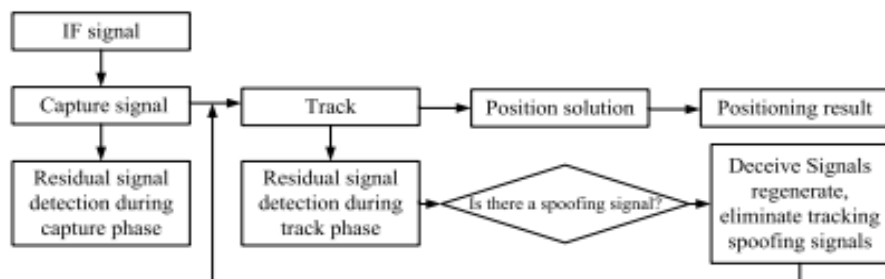 IF signal
Capture signal
Track
Position solution
Positioning result
Residual signal
detection during
capture phase
Residual signal
detection during
track phase
Is there a spoofing signal?
Deceive Signals
regenerate,
eliminate tracking
spoofing signals